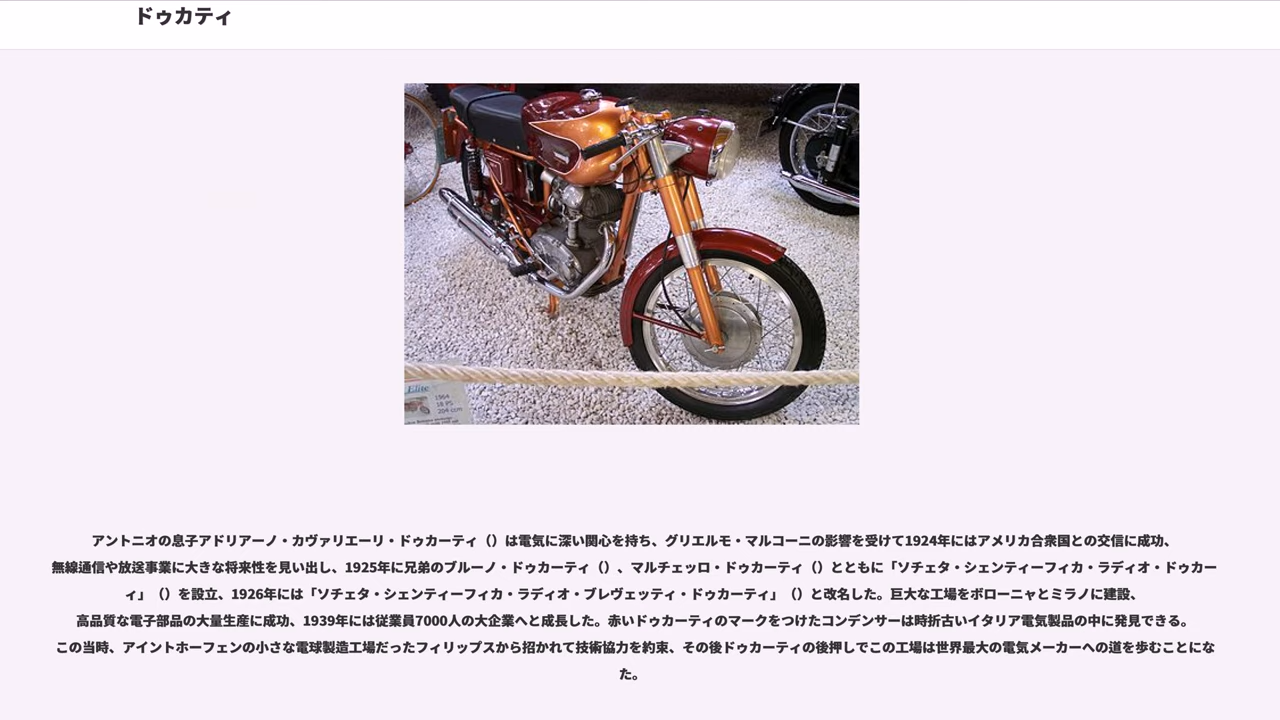 ドゥカティ
Elite
1964
18 PS
204 ccm
アントニオの息子アドリアーノ・カヴァリエーリ・ドゥカーティ（）は電気に深い関心を持ち、グリエルモ・マルコーニの影響を受けて1924年にはアメリカ合衆国との交信に成功、
無線通信や放送事業に大きな将来性を見い出し、1925年に兄弟のブルーノ・ドゥカーティ（）、マルチェッロ・ドゥカーティ（）とともに「ソチェタ・シェンティーフィカ・ラディオ・ドゥカー
ィ」（）を設立、1926年には「ソチェタ・シェンティーフィカ・ラディオ・ブレヴェッティ・ドゥカーティ」（）と改名した。巨大な工場をボローニャとミラノに建設、
高品質な電子部品の大量生産に成功、1939年には従業員7000人の大企業へと成長した。赤いドゥカーティのマークをつけたコンデンサーは時折古いイタリア電気製品の中に発見できる。
この当時、アイントホーフェンの小さな電球製造工場だったフィリップスから招かれて技術協力を約束、その後ドゥカーティの後押しでこの工場は世界最大の電気メーカーへの道を歩むことにな
た。